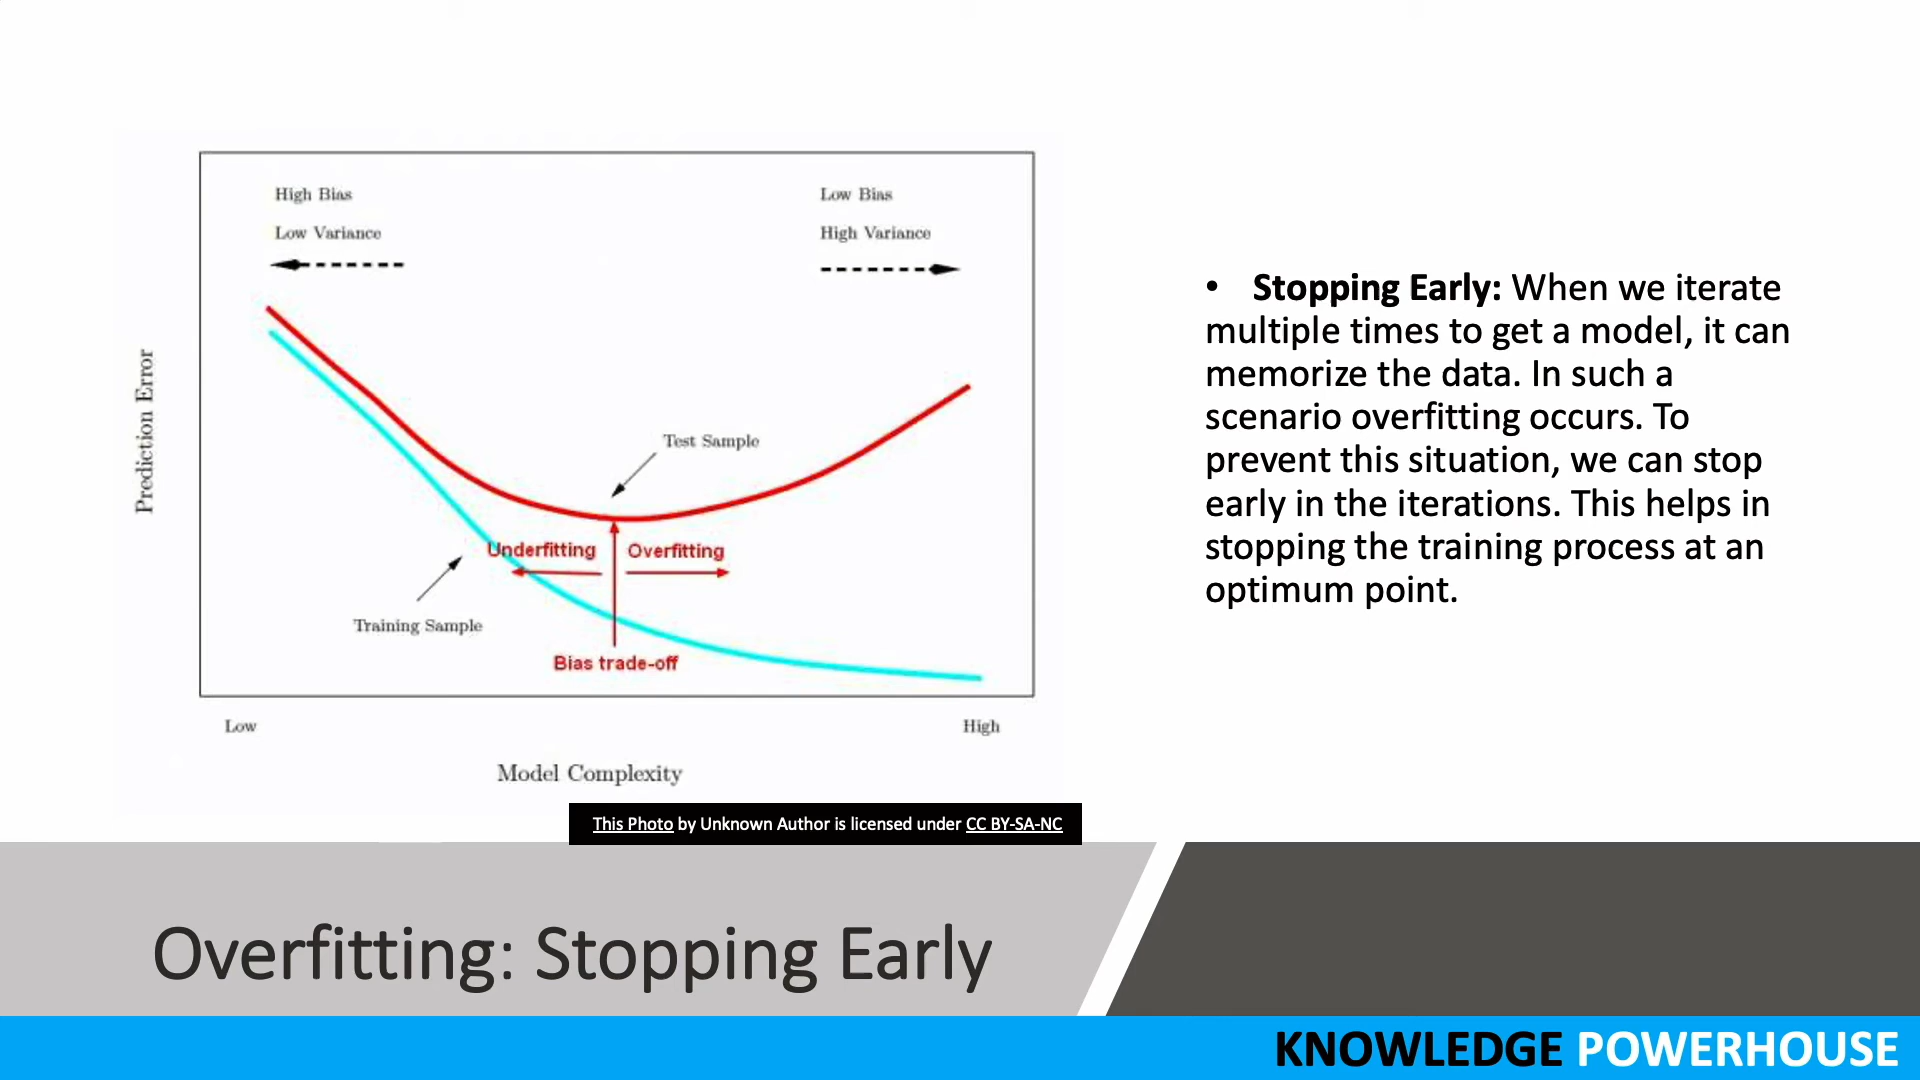 High Bias
Low Variance
Low Bias
High Variance
Prediction Error
Test Sample
Underfitting
Overfitting
Training Sample
Bias trade-off
Low
High
Model Complexity
This Photo by Unknown Author is licensed under CC BY-SA-NC
• Stopping Early: When we iterate
multiple times to get a model, it can
memorize the data. In such a
scenario overfitting occurs. To
prevent this situation, we can stop
early in the iterations. This helps in
stopping the training process at an
optimum point.
Overfitting: Stopping Early
KNOWLEDGE POWERHOUSE